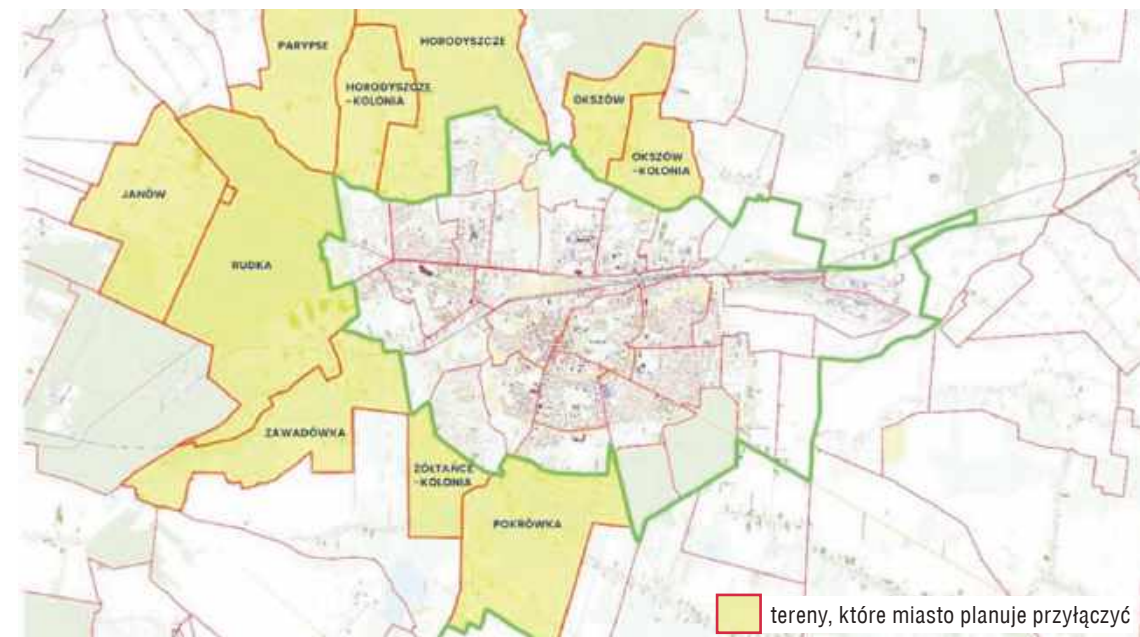 PARYPSE
HORODYSZCZE
HORODYSZCZE
-KOLONIA
OKSZÓW
OKSZÓW
-KOLONIA
JANÓW
RUDKA
ZAWADÓWKA
ŻÓŁTAŃCE
-KOLONIA
POKRÓWKA
tereny, które miasto planuje przyłączyć